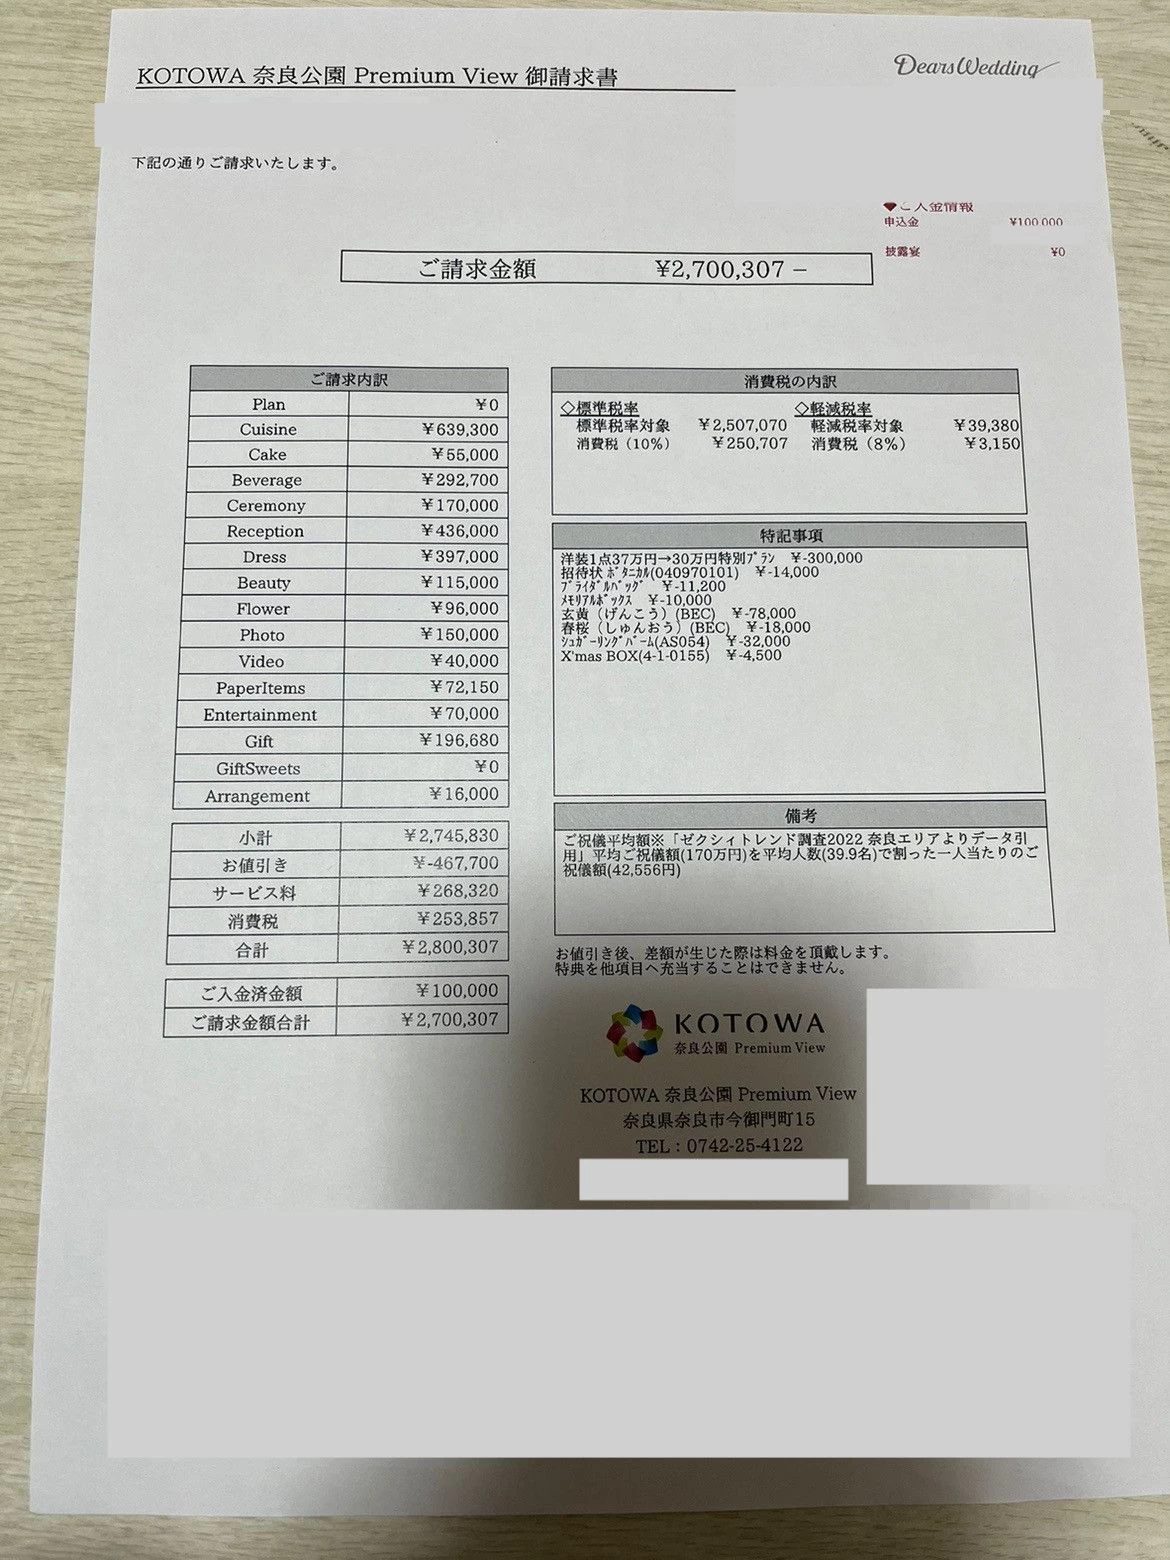 KOTOWA 奈良公園 Premium View 御請求書
DearsWedding
下記の通りご請求いたします。
ご入金情報
申込金 ¥100,000
披露宴 ¥0
ご請求金額 ¥2,700,307 −
ご請求内訳
Plan ¥0
Cuisine ¥639,300
Cake ¥55,000
Beverage ¥292,700
Ceremony ¥170,000
Reception ¥436,000
Dress ¥397,000
Beauty ¥115,000
Flower ¥96,000
Photo ¥150,000
Video ¥40,000
PaperItems ¥72,150
Entertainment ¥70,000
Gift ¥196,680
GiftSweets ¥0
Arrangement ¥16,000
小計 ¥2,745,830
お値引き ¥-467,700
サービス料 ¥268,320
消費税 ¥253,857
合計 ¥2,800,307
ご入金済金額 ¥100,000
ご請求金額合計 ¥2,700,307
消費税の内訳
◇標準税率 ◇軽減税率
標準税率対象 ¥2,507,070 軽減税率対象 ¥39,380
消費税（10%） ¥250,707 消費税（8%） ¥3,150
特記事項
洋装1点37万円→30万円特別ﾌﾟﾗﾝ ¥-300,000
招待状 ﾎﾞﾀﾆｶﾙ(040970101) ¥-14,000
ﾌﾞﾗｲﾀﾞﾙﾊﾞｯｸﾞ ¥-11,200
ﾒﾓﾘｱﾙﾎﾞｯｸｽ ¥-10,000
玄黄（げんこう）(BEC) ¥-78,000
春桜（しゅんおう）(BEC) ¥-18,000
ｼｭｶﾞｰﾘﾝｸﾞﾊﾞｰﾑ(AS054) ¥-32,000
X'mas BOX(4-1-0155) ¥-4,500
備考
ご祝儀平均額※「ゼクシィトレンド調査2022 奈良エリアよりデータ引
用」平均ご祝儀額(170万円)を平均人数(39.9名)で割った一人当たりのご
祝儀額(42,556円)
お値引き後、差額が生じた際は料金を頂戴します。
特典を他項目へ充当することはできません。
KOTOWA
奈良公園 Premium View
KOTOWA 奈良公園 Premium View
奈良県奈良市今御門町15
TEL：0742-25-4122